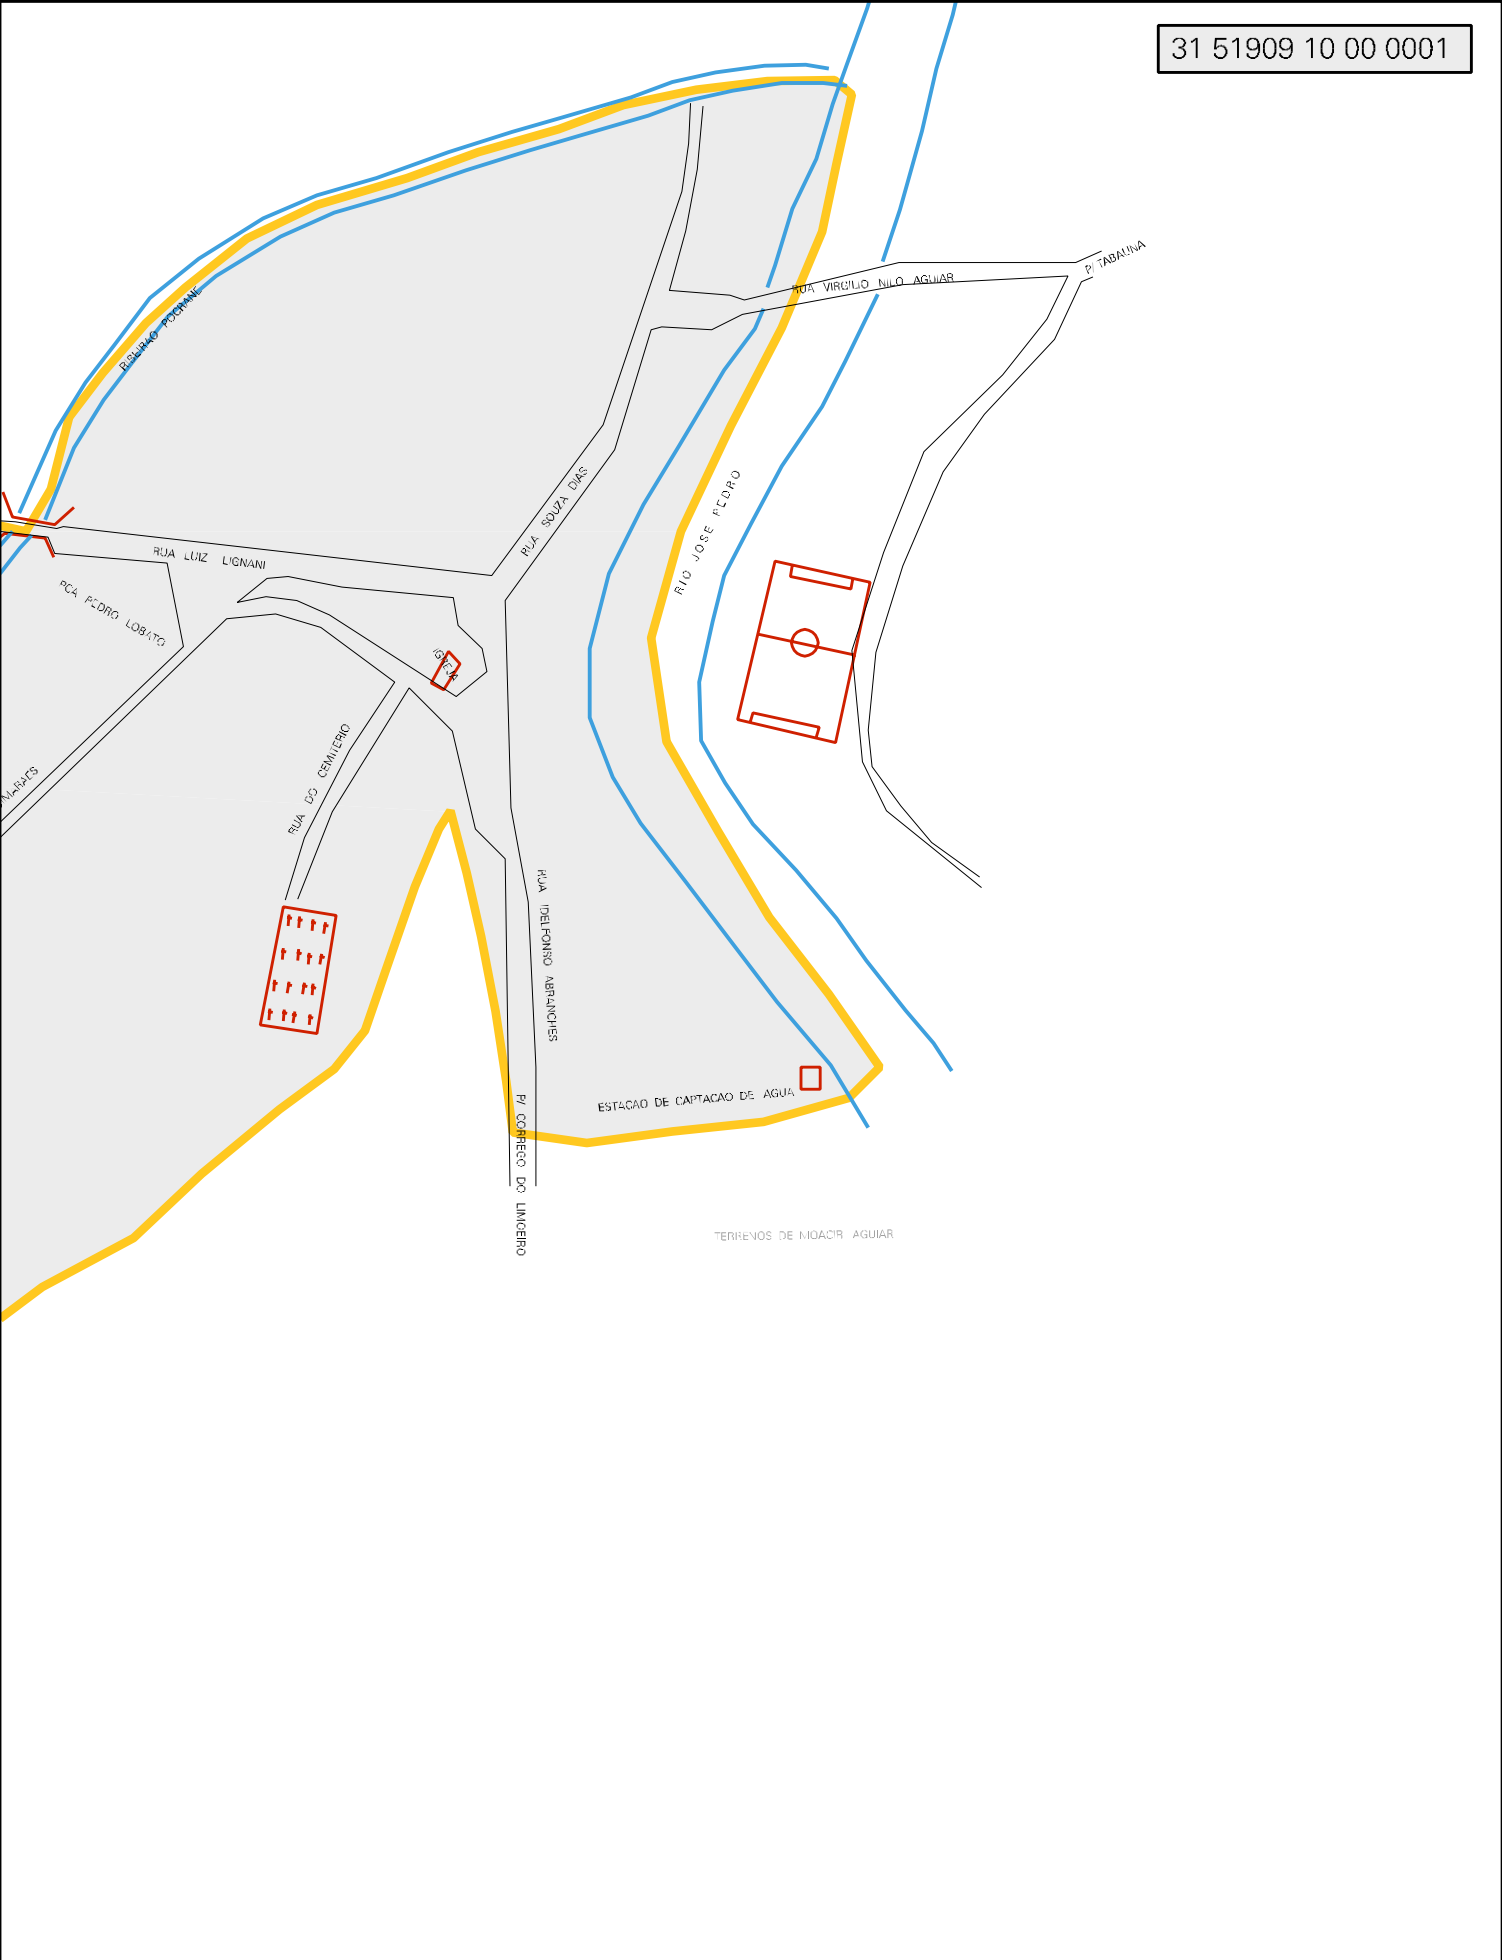 31 51909 10 00 0001
P/ TABAUNA
RUA VIRGILIO NILO AGUIAR
RIBEIRAO POCRANE
RUA SOUZA DIAS
RIO JOSE PEDRO
RUA LUIZ LIGNANI
PCA PEDRO LOBATO
IGREJA
RUA DO CEMITERIO
MARAES
RUA IDELFONSO ABRANCHES
ESTACAO DE CAPTACAO DE AGUA
P/ CORREGO DO LIMOEIRO
TERRENOS DE MOACIR AGUIAR